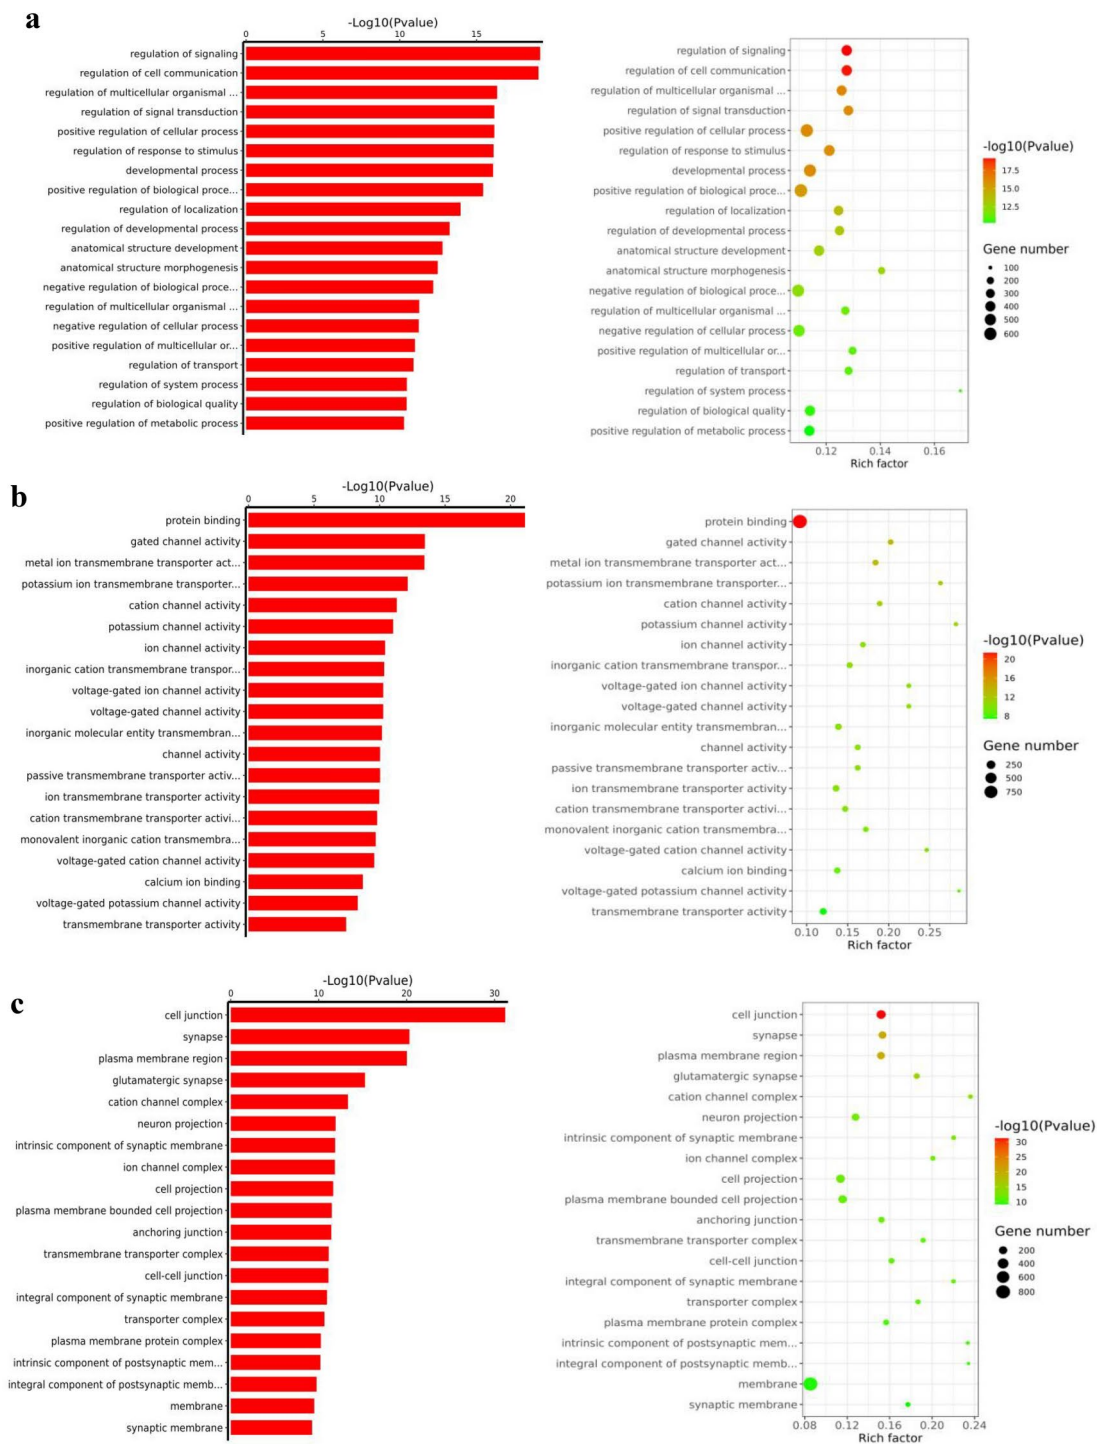 a
-Log10(Pvalue)
0 5 10 15
regulation of signaling
regulation of cell communication
regulation of multicellular organismal ...
regulation of signal transduction
positive regulation of cellular process
regulation of response to stimulus
developmental process
positive regulation of biological proce...
regulation of localization
regulation of developmental process
anatomical structure development
anatomical structure morphogenesis
negative regulation of biological proce...
regulation of multicellular organismal ...
negative regulation of cellular process
positive regulation of multicellular or...
regulation of transport
regulation of system process
regulation of biological quality
positive regulation of metabolic process
regulation of signaling
regulation of cell communication
regulation of multicellular organismal ...
regulation of signal transduction
positive regulation of cellular process
regulation of response to stimulus
developmental process
positive regulation of biological proce...
regulation of localization
regulation of developmental process
anatomical structure development
anatomical structure morphogenesis
negative regulation of biological proce...
regulation of multicellular organismal ...
negative regulation of cellular process
positive regulation of multicellular or...
regulation of transport
regulation of system process
regulation of biological quality
positive regulation of metabolic process
0.12 0.14 0.16
Rich factor
-log10(Pvalue)
17.5
15.0
12.5
Gene number
100
200
300
400
500
600
b
-Log10(Pvalue)
0 5 10 15 20
protein binding
gated channel activity
metal ion transmembrane transporter act...
potassium ion transmembrane transporter...
cation channel activity
potassium channel activity
ion channel activity
inorganic cation transmembrane transpor...
voltage-gated ion channel activity
voltage-gated channel activity
inorganic molecular entity transmembran...
channel activity
passive transmembrane transporter activ...
ion transmembrane transporter activity
cation transmembrane transporter activi...
monovalent inorganic cation transmembra...
voltage-gated cation channel activity
calcium ion binding
voltage-gated potassium channel activity
transmembrane transporter activity
protein binding
gated channel activity
metal ion transmembrane transporter act...
potassium ion transmembrane transporter...
cation channel activity
potassium channel activity
ion channel activity
inorganic cation transmembrane transpor...
voltage-gated ion channel activity
voltage-gated channel activity
inorganic molecular entity transmembran...
channel activity
passive transmembrane transporter activ...
ion transmembrane transporter activity
cation transmembrane transporter activi...
monovalent inorganic cation transmembra...
voltage-gated cation channel activity
calcium ion binding
voltage-gated potassium channel activity
transmembrane transporter activity
0.10 0.15 0.20 0.25
Rich factor
-log10(Pvalue)
20
16
12
8
Gene number
250
500
750
c
-Log10(Pvalue)
0 10 20 30
cell junction
synapse
plasma membrane region
glutamatergic synapse
cation channel complex
neuron projection
intrinsic component of synaptic membrane
ion channel complex
cell projection
plasma membrane bounded cell projection
anchoring junction
transmembrane transporter complex
cell-cell junction
integral component of synaptic membrane
transporter complex
plasma membrane protein complex
intrinsic component of postsynaptic mem...
integral component of postsynaptic memb...
membrane
synaptic membrane
cell junction
synapse
plasma membrane region
glutamatergic synapse
cation channel complex
neuron projection
intrinsic component of synaptic membrane
ion channel complex
cell projection
plasma membrane bounded cell projection
anchoring junction
transmembrane transporter complex
cell-cell junction
integral component of synaptic membrane
transporter complex
plasma membrane protein complex
intrinsic component of postsynaptic mem...
integral component of postsynaptic memb...
membrane
synaptic membrane
0.08 0.12 0.16 0.20 0.24
Rich factor
-log10(Pvalue)
30
25
20
15
10
Gene number
200
400
600
800